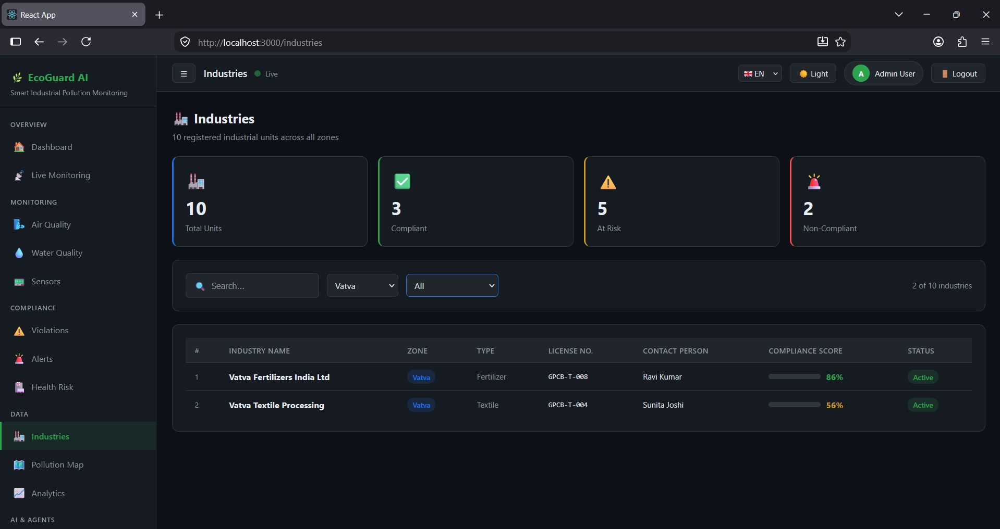 React App
http://localhost:3000/industries
EcoGuard AI
Smart Industrial Pollution Monitoring
OVERVIEW
Dashboard
Live Monitoring
MONITORING
Air Quality
Water Quality
Sensors
COMPLIANCE
Violations
Alerts
Health Risk
DATA
Industries
Pollution Map
Analytics
AI & AGENTS
Industries Live
EN Light A Admin User Logout
Industries
10 registered industrial units across all zones
10
Total Units
3
Compliant
5
At Risk
2
Non-Compliant
Search... Vatva All 2 of 10 industries
# INDUSTRY NAME ZONE TYPE LICENSE NO. CONTACT PERSON COMPLIANCE SCORE STATUS
1 Vatva Fertilizers India Ltd Vatva Fertilizer GPCB-T-008 Ravi Kumar 86% Active
2 Vatva Textile Processing Vatva Textile GPCB-T-004 Sunita Joshi 56% Active